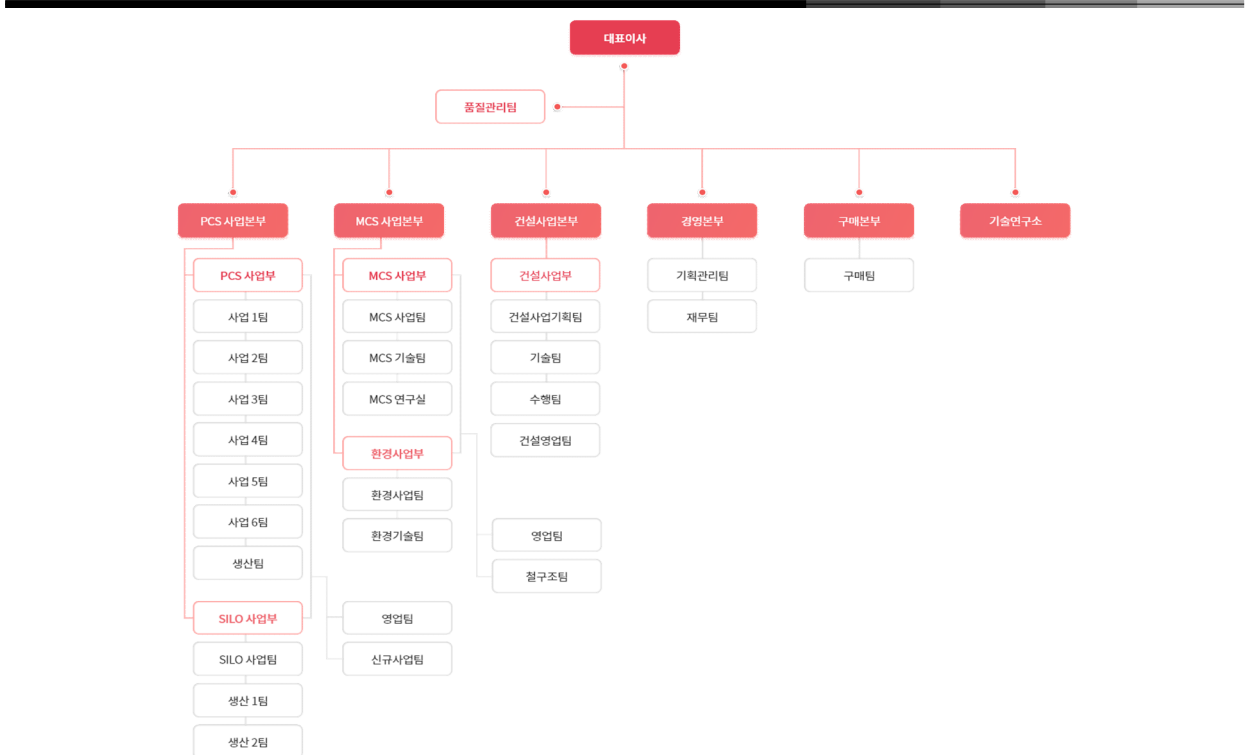 대표이사
품질관리팀
PCS 사업본부
MCS 사업본부
건설사업본부
경영본부
구매본부
기술연구소
PCS 사업부
MCS 사업부
건설사업부
기획관리팀
구매팀
사업 1팀
MCS 사업팀
건설사업기획팀
재무팀
사업 2팀
MCS 기술팀
기술팀
사업 3팀
MCS 연구실
수행팀
사업 4팀
환경사업부
건설영업팀
사업 5팀
환경사업팀
사업 6팀
환경기술팀
영업팀
생산팀
철구조팀
SILO 사업부
영업팀
SILO 사업팀
신규사업팀
생산 1팀
생산 2팀